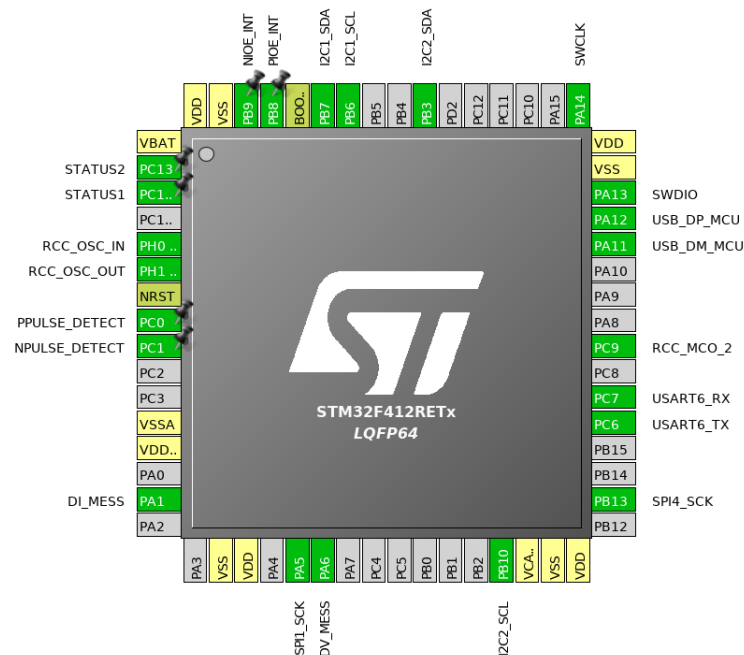 NIOE_INT
PIOE_INT
I2C1_SDA
I2C1_SCL
I2C2_SDA
SWCLK
VDD
VSS
PB9
PB8
BOO..
PB7
PB6
PB5
PB4
PB3
PD2
PC12
PC11
PC10
PA15
PA14
VBAT
STATUS2 PC13
STATUS1 PC1..
PC1..
RCC_OSC_IN PH0 ..
RCC_OSC_OUT PH1 ..
NRST
PPULSE_DETECT PC0
NPULSE_DETECT PC1
PC2
PC3
VSSA
VDD..
PA0
DI_MESS PA1
PA2
STM32F412RETx
LQFP64
VDD
VSS
PA13 SWDIO
PA12 USB_DP_MCU
PA11 USB_DM_MCU
PA10
PA9
PA8
PC9 RCC_MCO_2
PC8
PC7 USART6_RX
PC6 USART6_TX
PB15
PB14
PB13 SPI4_SCK
PB12
PA3
VSS
VDD
PA4
PA5
PA6
PA7
PC4
PC5
PB0
PB1
PB2
PB10
VCA..
VSS
VDD
SPI1_SCK
DV_MESS
I2C2_SCL